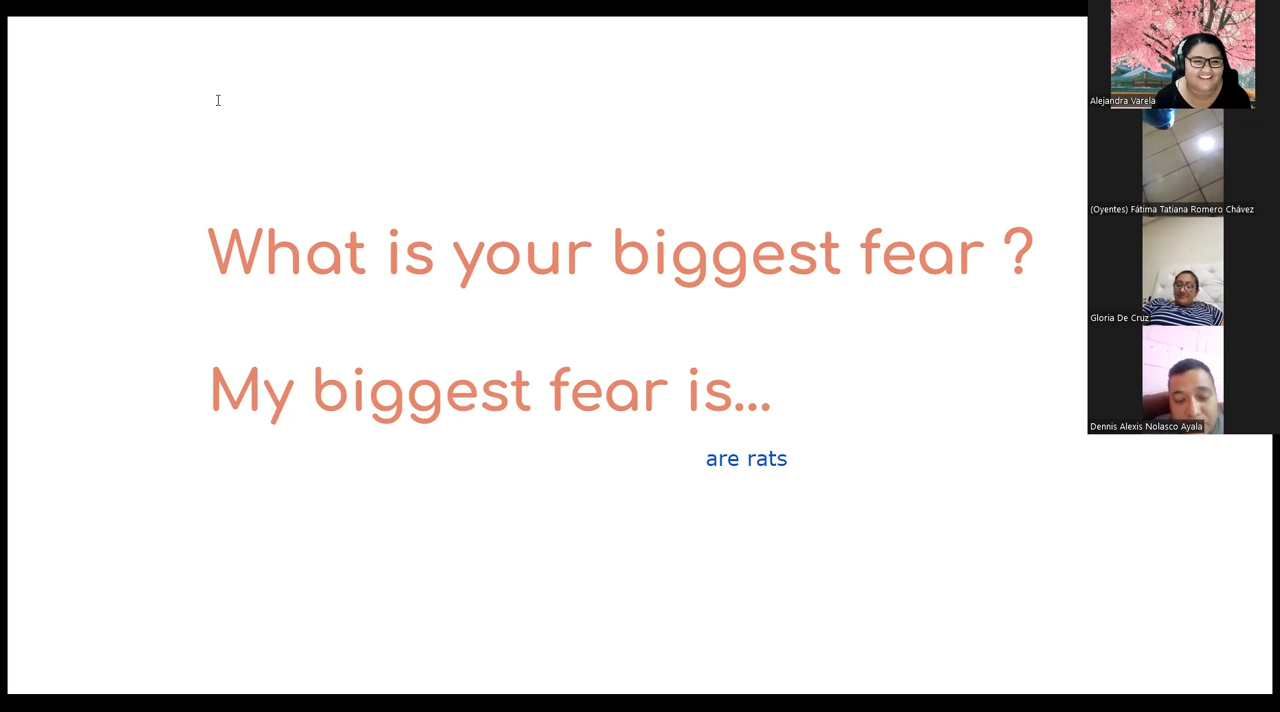 What is your biggest fear ?
My biggest fear is...
are rats
Alejandra Varela
(Oyentes) Fátima Tatiana Romero Chávez
Gloria De Cruz
Dennis Alexis Nolasco Ayala